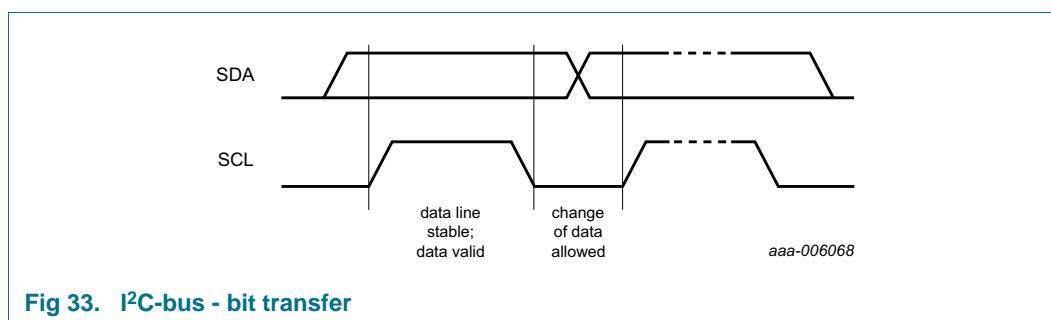 SDA
SCL
data line
stable;
data valid
change
of data
allowed
aaa-006068
Fig 33. I²C-bus - bit transfer